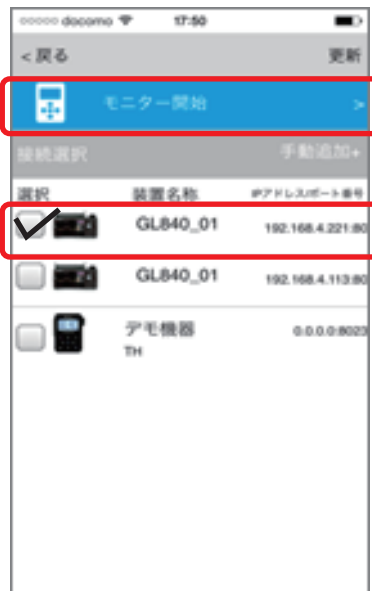 docomo 17:50
<戻る 更新
モニター開始 >
接続選択 手動追加+
選択 装置名称 IPアドレス/ポート番号
GL840_01 192.168.4.221:80
GL840_01 192.168.4.113:80
デモ機器 0.0.0.0:8023
TH